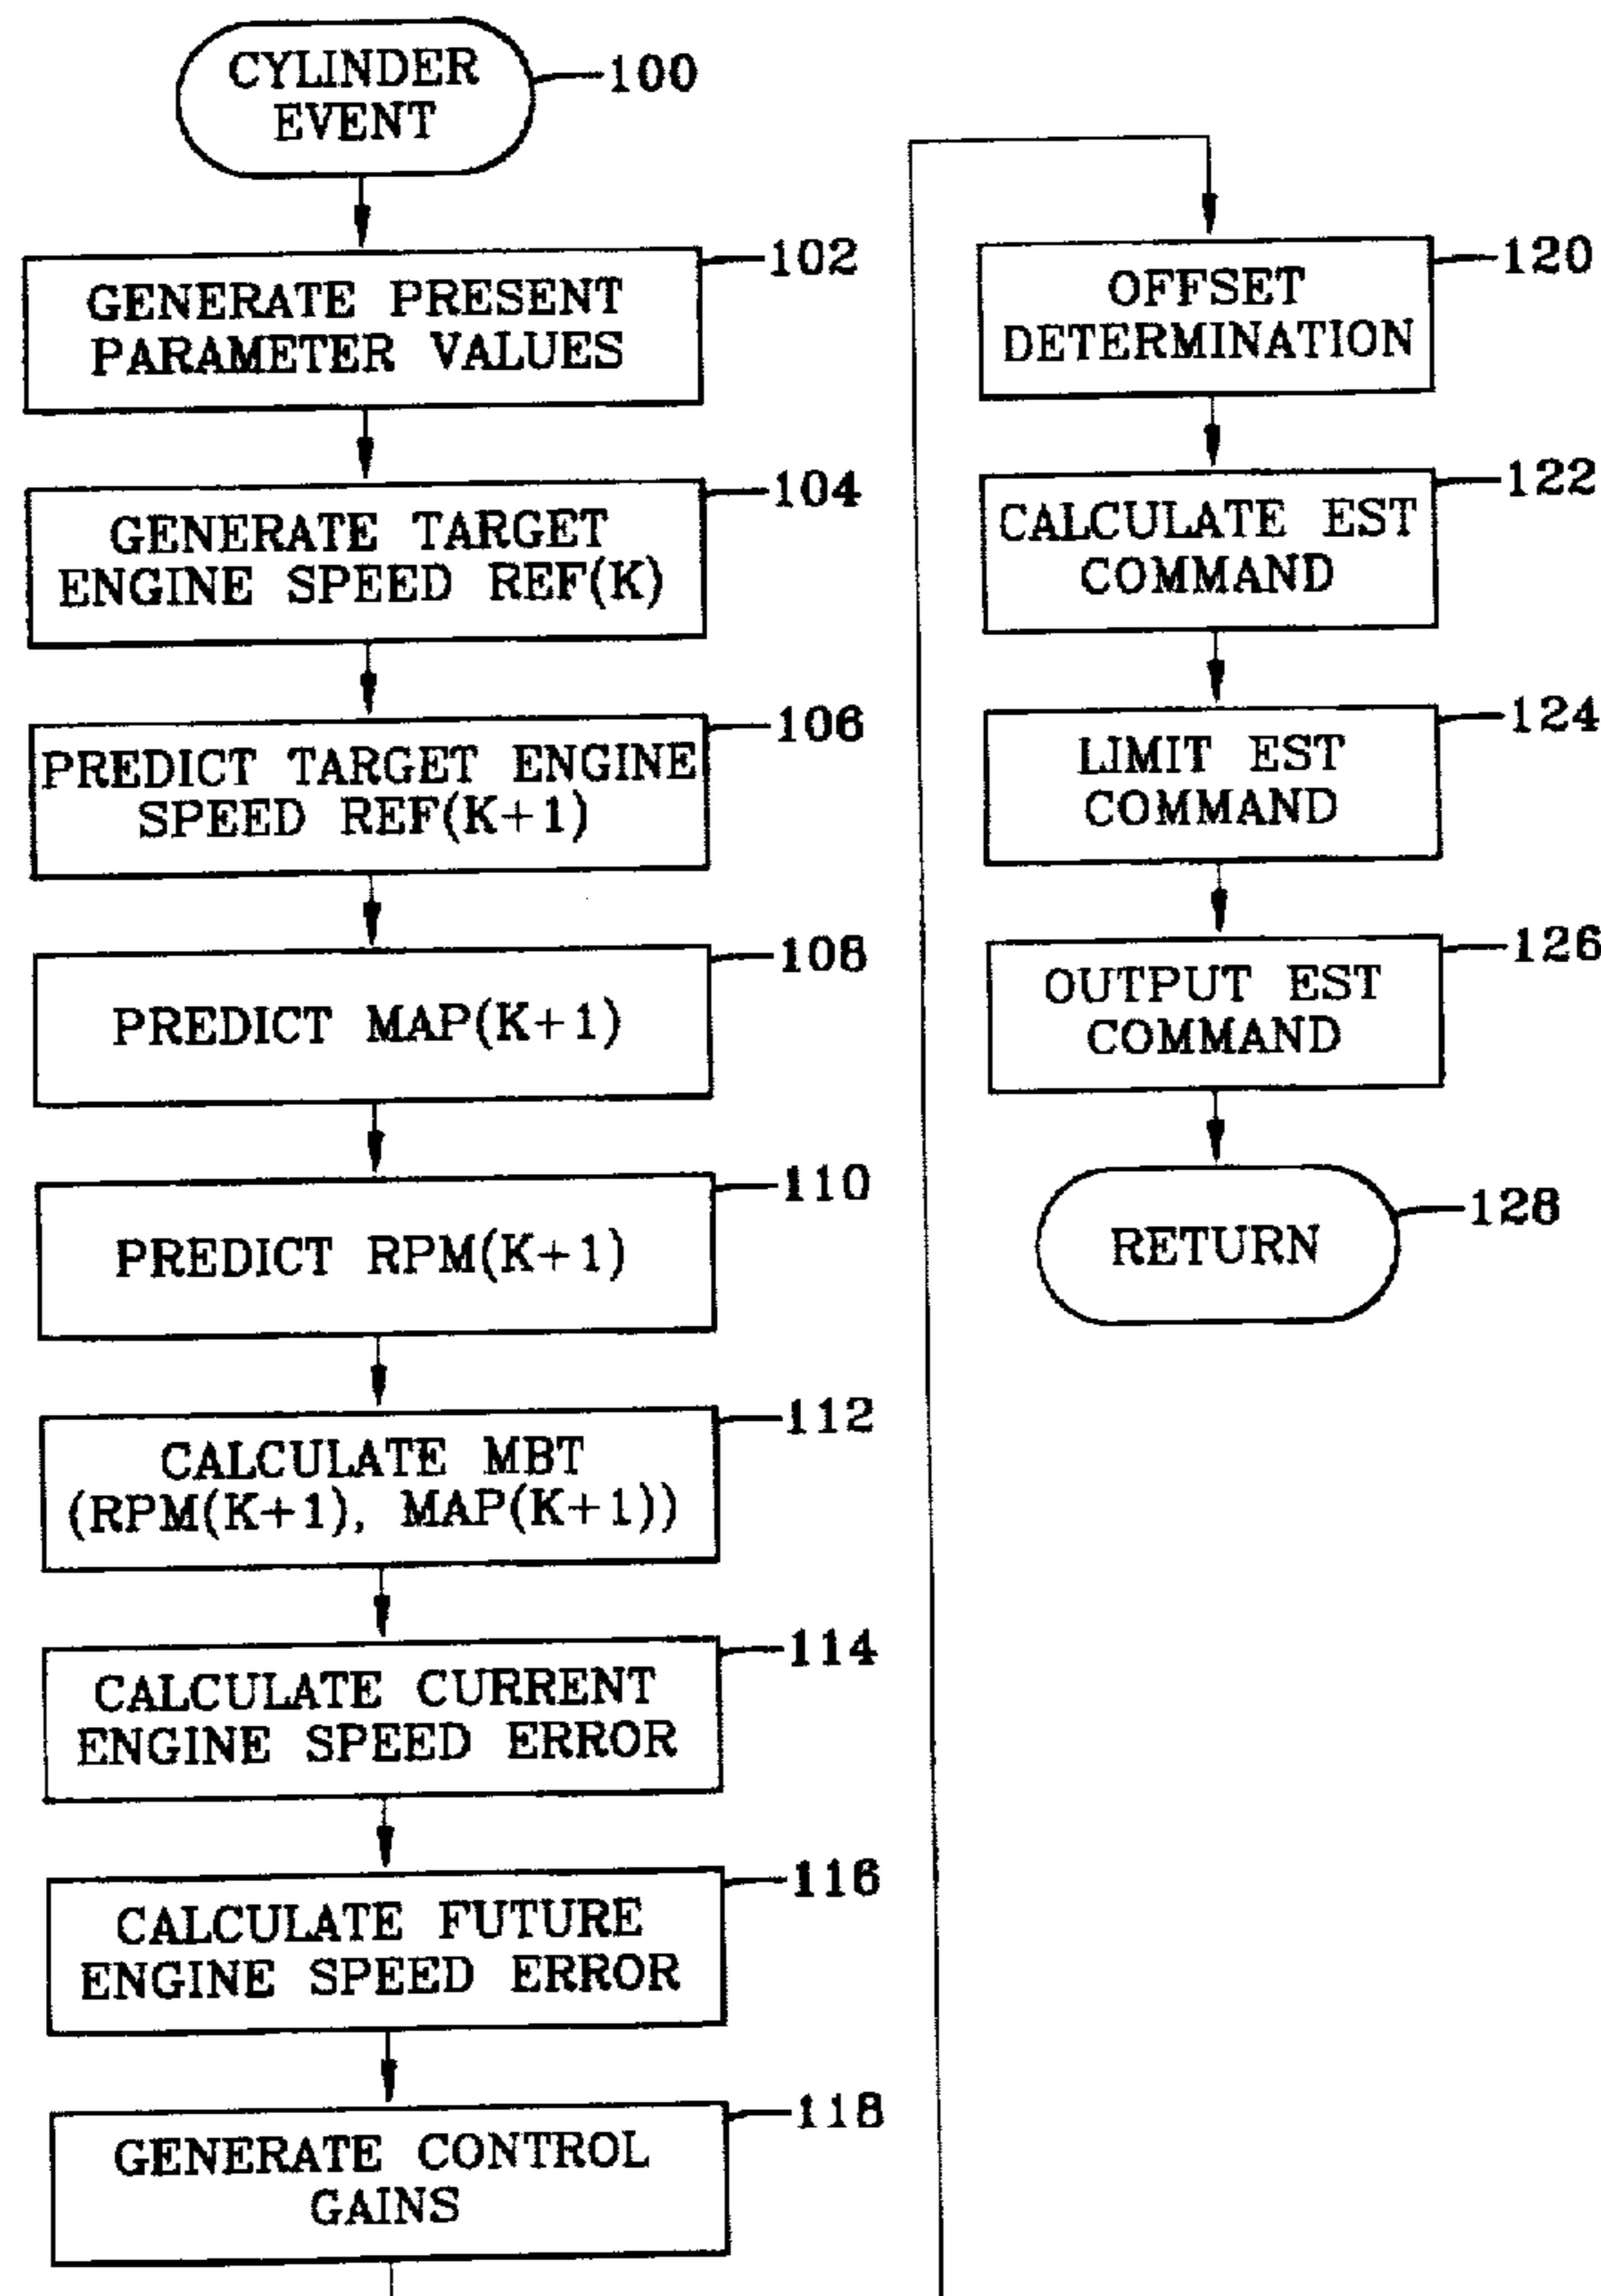 CYLINDER
EVENT
100
GENERATE PRESENT
PARAMETER VALUES
102
GENERATE TARGET
ENGINE SPEED REF(K)
104
PREDICT TARGET ENGINE
SPEED REF(K+1)
106
PREDICT MAP(K+1)
108
PREDICT RPM(K+1)
110
CALCULATE MBT
(RPM(K+1), MAP(K+1))
112
CALCULATE CURRENT
ENGINE SPEED ERROR
114
CALCULATE FUTURE
ENGINE SPEED ERROR
116
GENERATE CONTROL
GAINS
118
OFFSET
DETERMINATION
120
CALCULATE EST
COMMAND
122
LIMIT EST
COMMAND
124
OUTPUT EST
COMMAND
126
RETURN
128